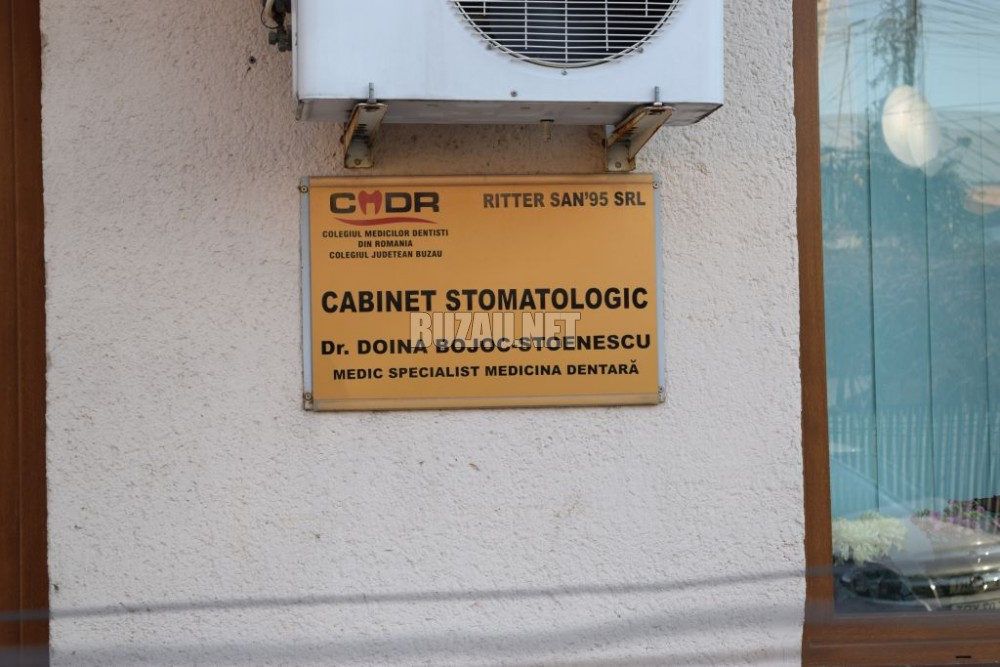 CMDR
COLEGIUL MEDICILOR DENTISTI
DIN ROMANIA
COLEGIUL JUDETEAN BUZAU
RITTER SAN'95 SRL
CABINET STOMATOLOGIC
BUZAU.NET
Dr. DOINA BOJOC-STOENESCU
MEDIC SPECIALIST MEDICINA DENTARĂ